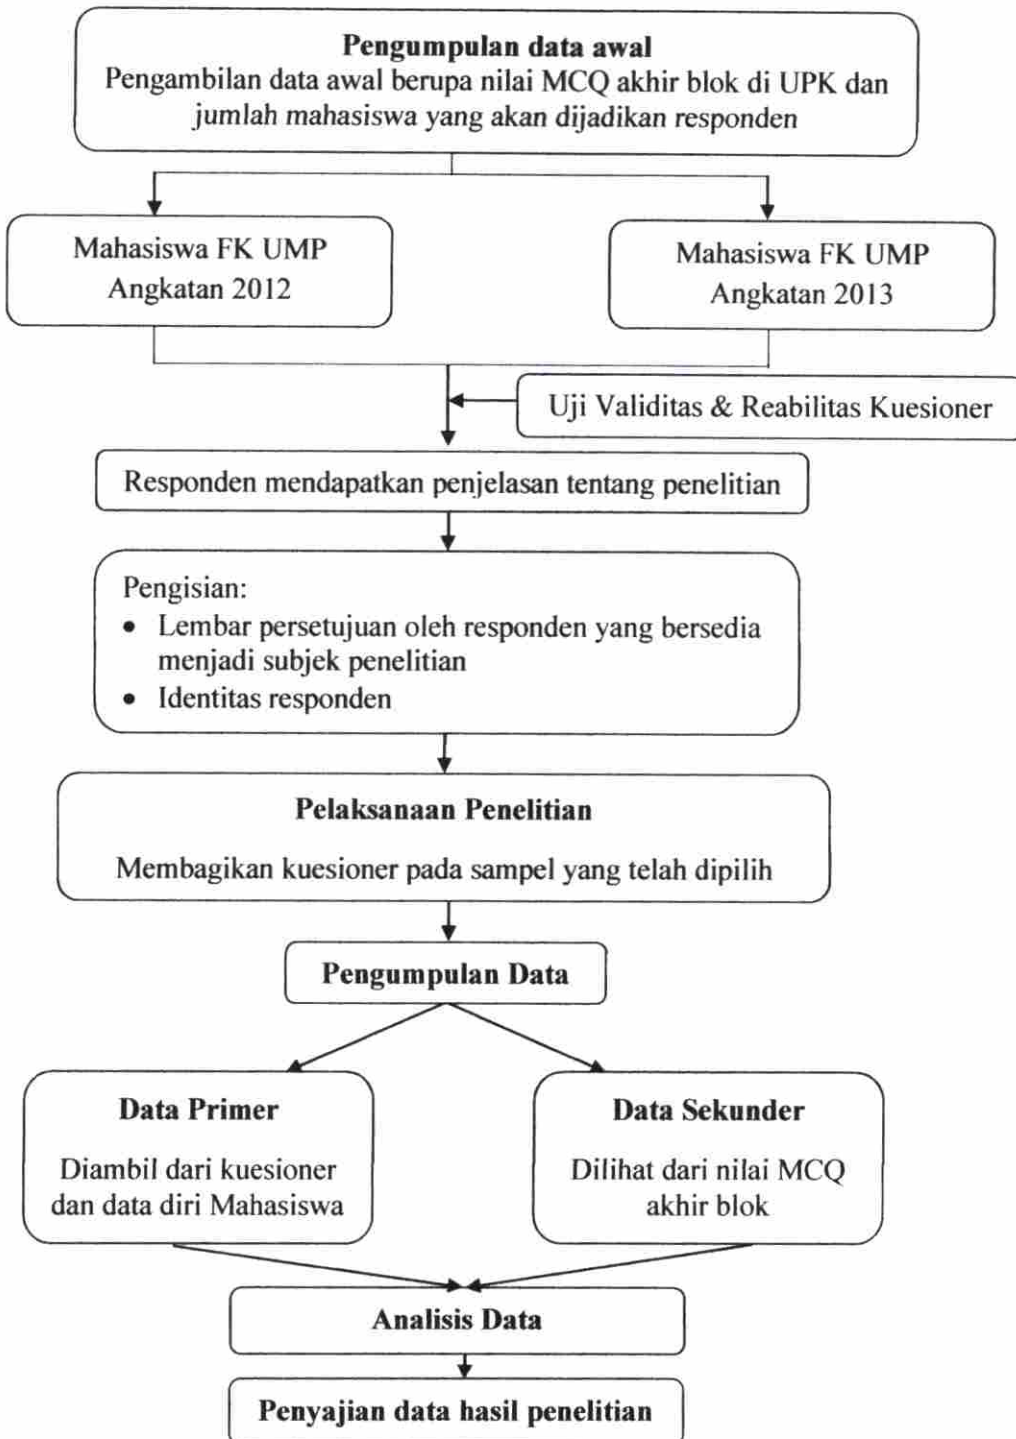 Pengumpulan data awal
Pengambilan data awal berupa nilai MCQ akhir blok di UPK dan
jumlah mahasiswa yang akan dijadikan responden
Mahasiswa FK UMP
Angkatan 2012
Mahasiswa FK UMP
Angkatan 2013
Uji Validitas & Reabilitas Kuesioner
Responden mendapatkan penjelasan tentang penelitian
Pengisian:
• Lembar persetujuan oleh responden yang bersedia
menjadi subjek penelitian
• Identitas responden
Pelaksanaan Penelitian
Membagikan kuesioner pada sampel yang telah dipilih
Pengumpulan Data
Data Primer
Diambil dari kuesioner
dan data diri Mahasiswa
Data Sekunder
Dilihat dari nilai MCQ
akhir blok
Analisis Data
Penyajian data hasil penelitian